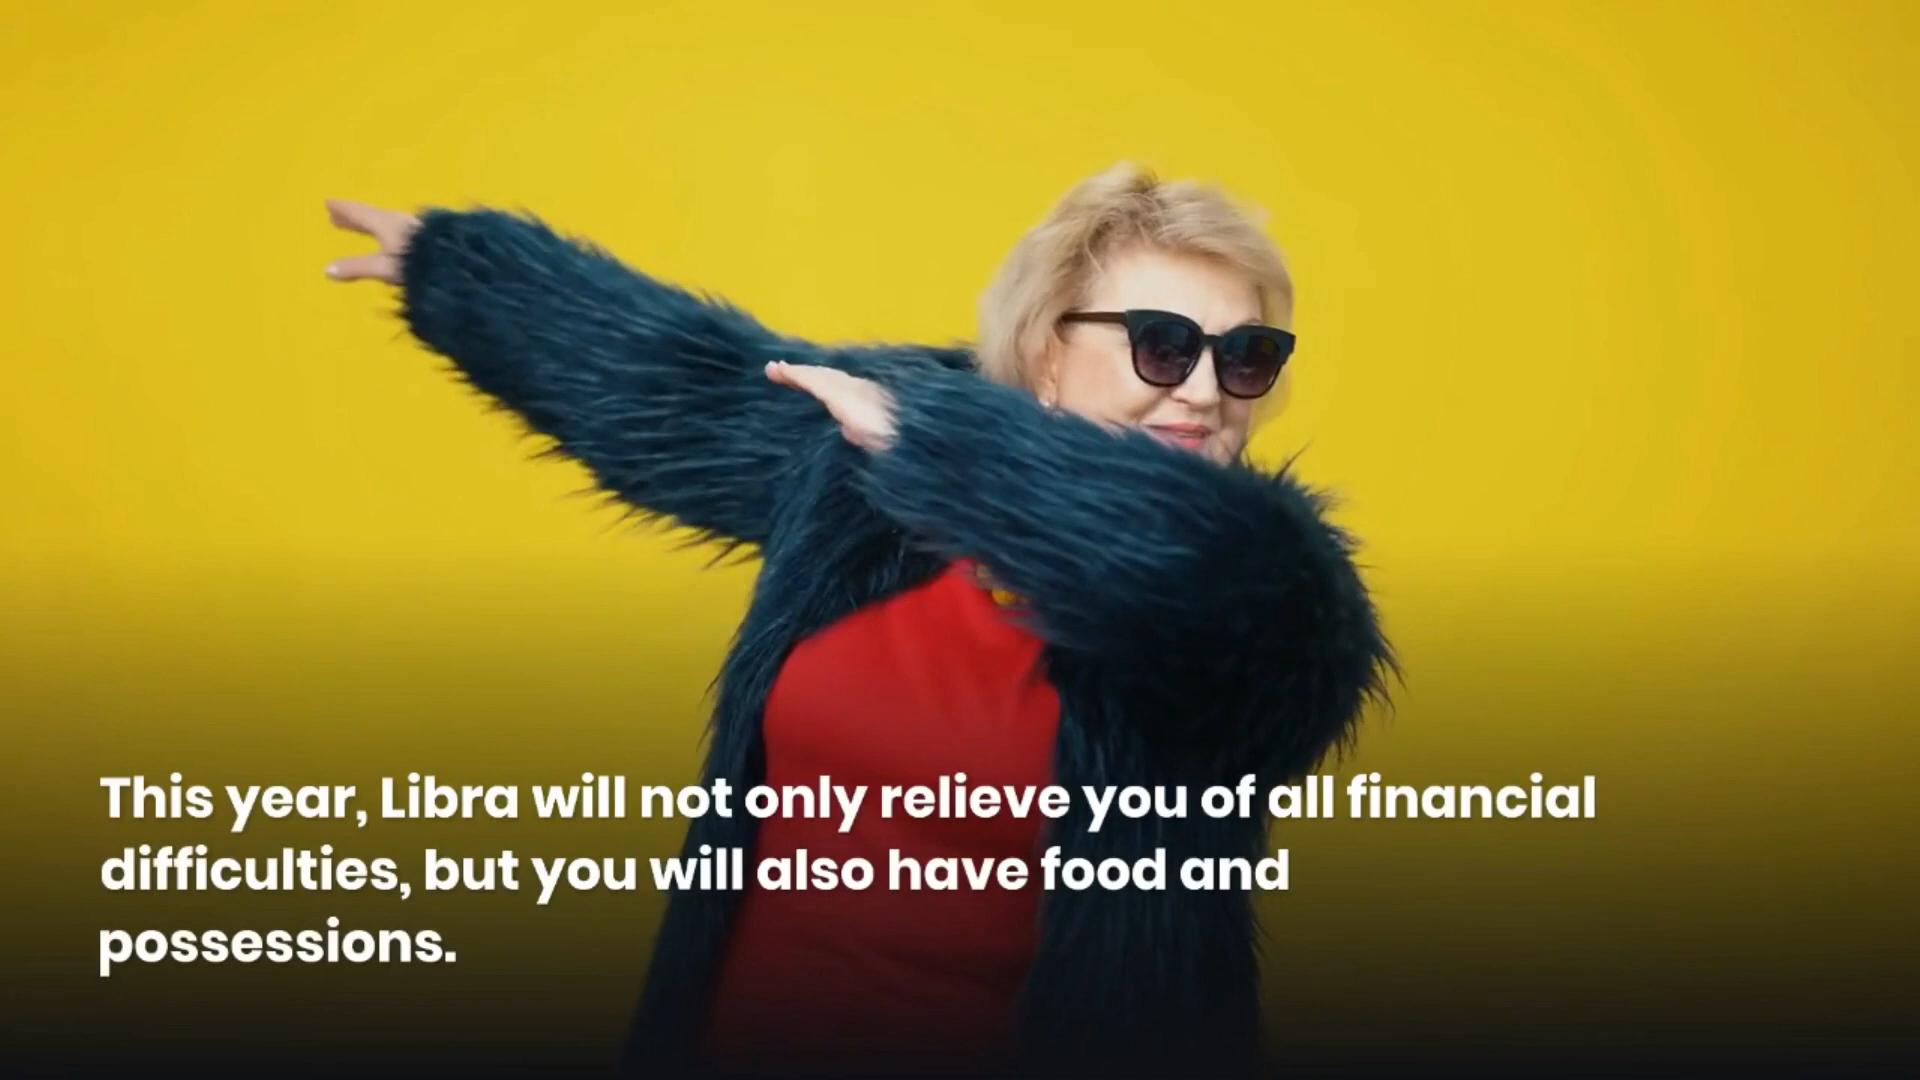 This year, Libra will not only relieve you of all financial
difficulties, but you will also have food and
possessions.